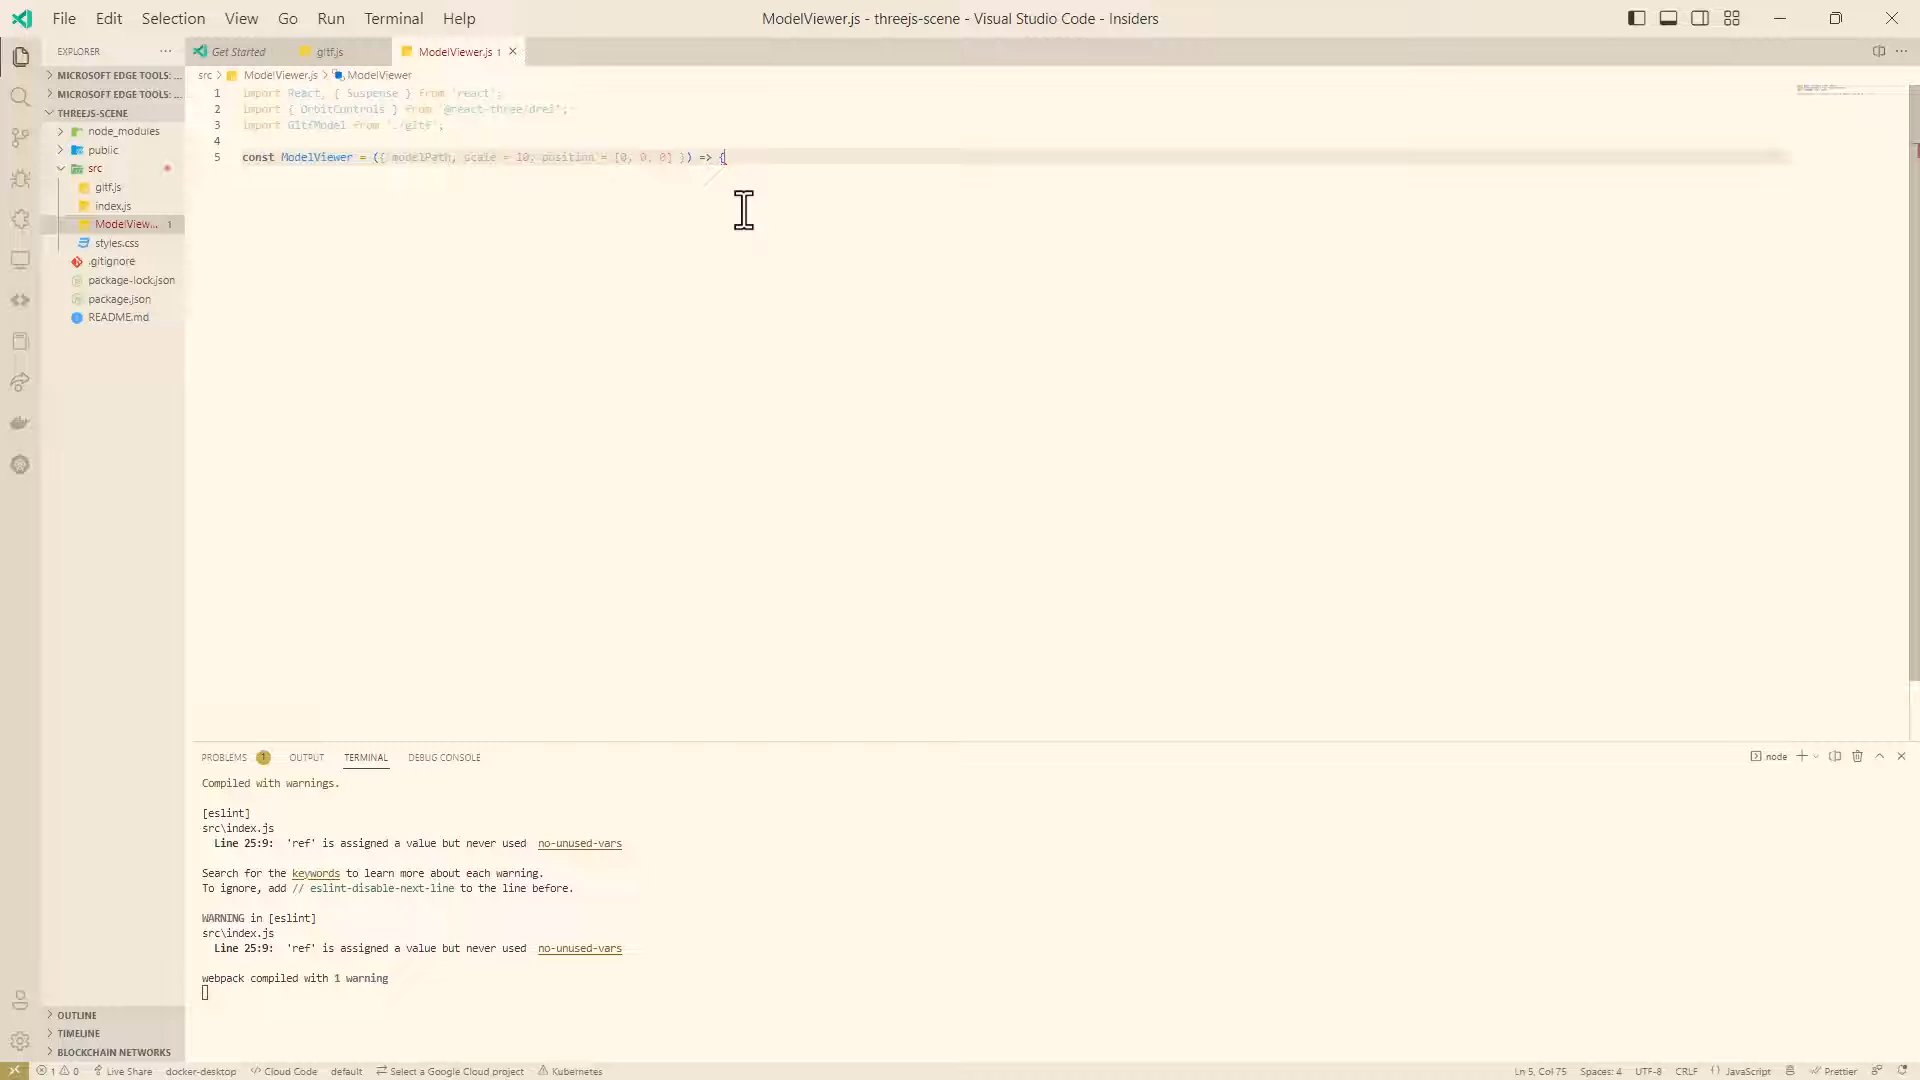 File Edit Selection View Go Run Terminal Help
ModelViewer.js - threejs-scene - Visual Studio Code - Insiders
EXPLORER
MICROSOFT EDGE TOOLS: ...
MICROSOFT EDGE TOOLS: ...
THREEJS-SCENE
node_modules
public
src
gltf.js
index.js
ModelView... 1
styles.css
.gitignore
package-lock.json
package.json
README.md
OUTLINE
TIMELINE
BLOCKCHAIN NETWORKS
Get Started gltf.js ModelViewer.js 1
src > ModelViewer.js > ModelViewer
1 import React, { Suspense } from 'react';
2 import { OrbitControls } from '@react-three/drei';
3 import GltfModel from './gltf';
4
5 const ModelViewer = ({ modelPath, scale = 10, position = [0, 0, 0] }) => {
PROBLEMS 1 OUTPUT TERMINAL DEBUG CONSOLE
node
Compiled with warnings.
[eslint]
src\index.js
Line 25:9: 'ref' is assigned a value but never used no-unused-vars
Search for the keywords to learn more about each warning.
To ignore, add // eslint-disable-next-line to the line before.
WARNING in [eslint]
src\index.js
Line 25:9: 'ref' is assigned a value but never used no-unused-vars
webpack compiled with 1 warning
1 0 Live Share docker-desktop Cloud Code default Select a Google Cloud project Kubernetes
Ln 5, Col 75 Spaces: 4 UTF-8 CRLF JavaScript Prettier